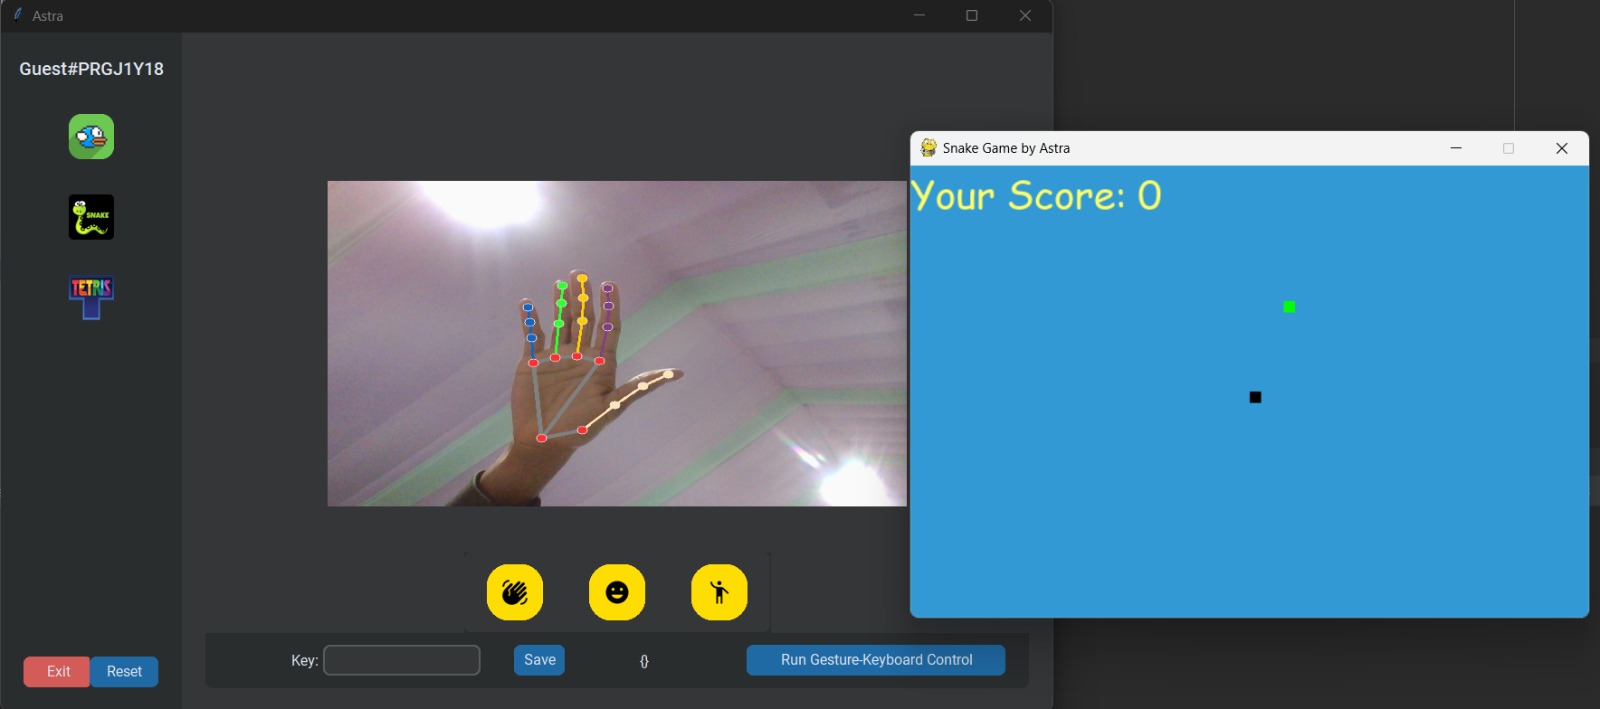 Astra
Guest#PRGJ1Y18
SNAKE
TETRIS
Exit
Reset
Key:
Save
{}
Run Gesture-Keyboard Control
Snake Game by Astra
Your Score: 0